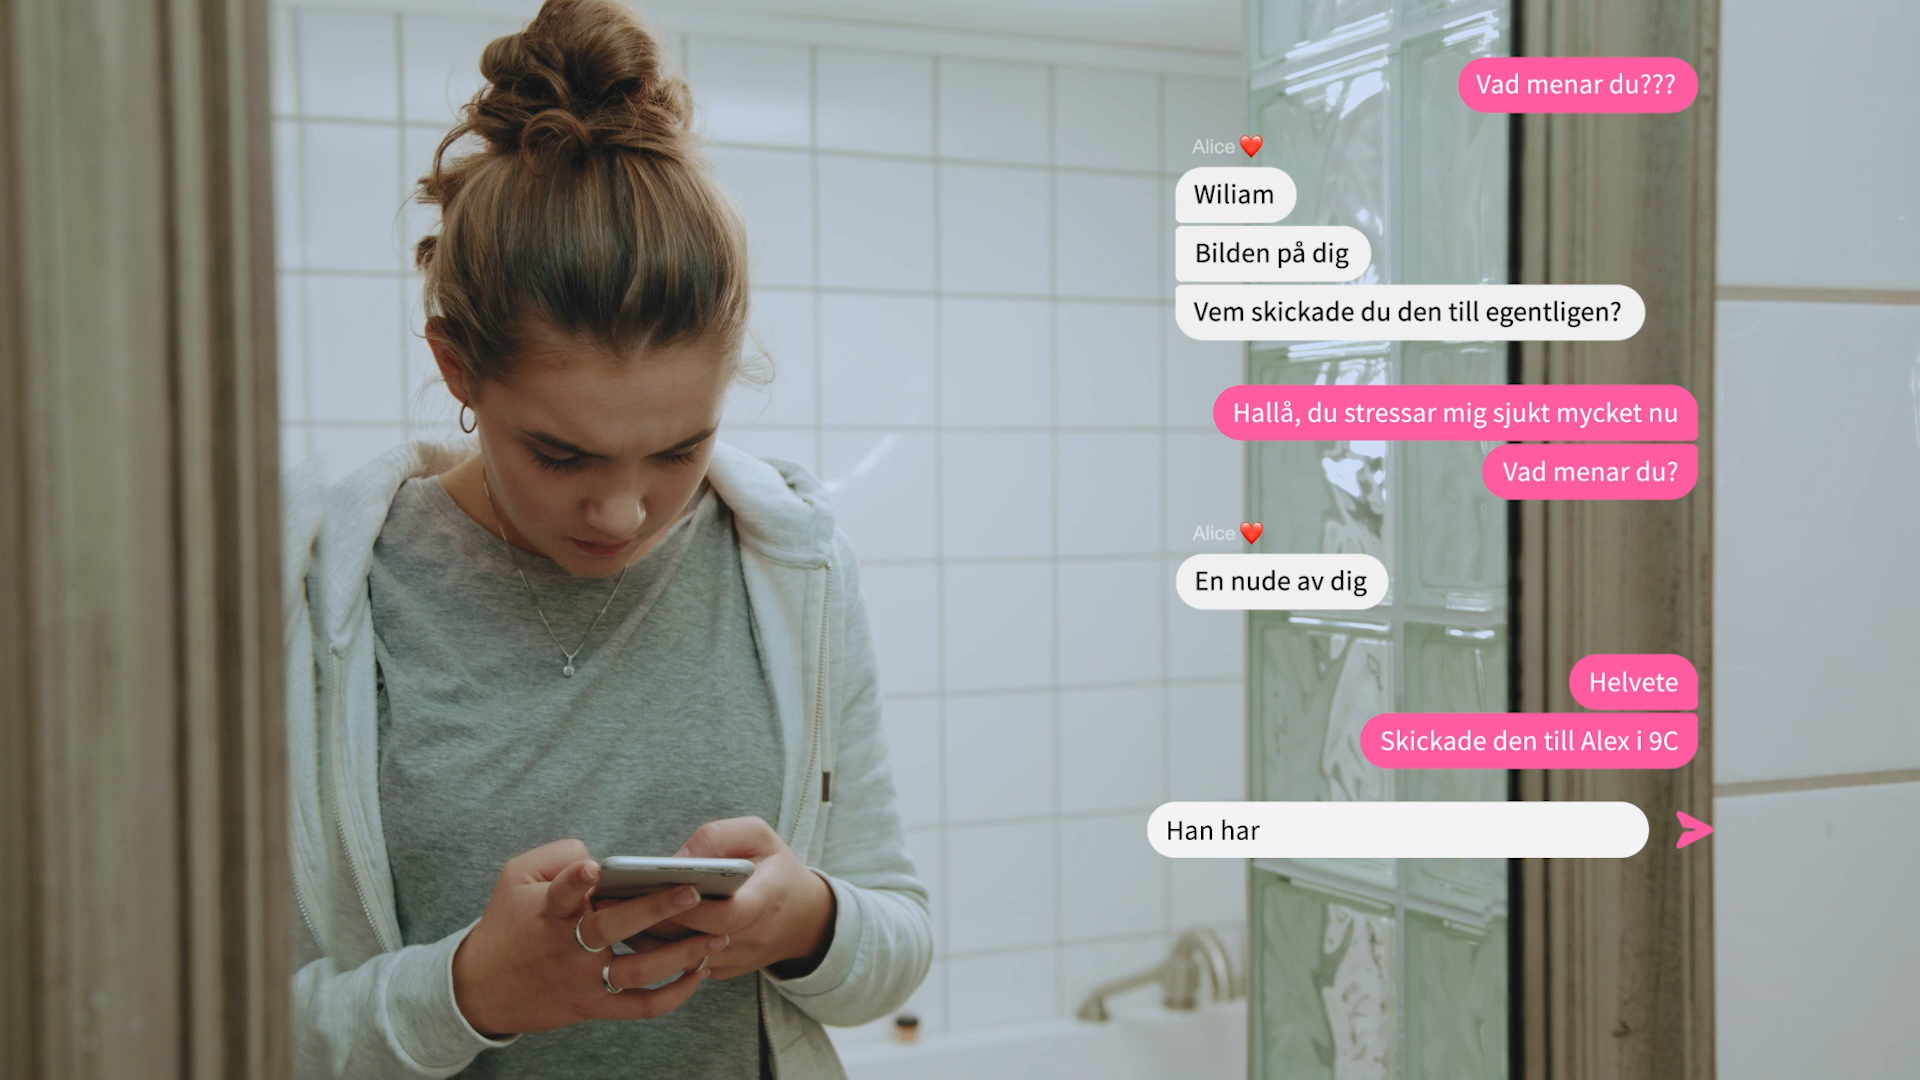 Vad menar du???
Alice❤️
Wiliam
Bilden på dig
Vem skickade du den till egentligen?
Hallå, du stressar mig sjukt mycket nu
Vad menar du?
Alice❤️
En nude av dig
Helvete
Skickade den till Alex i 9C
Han har